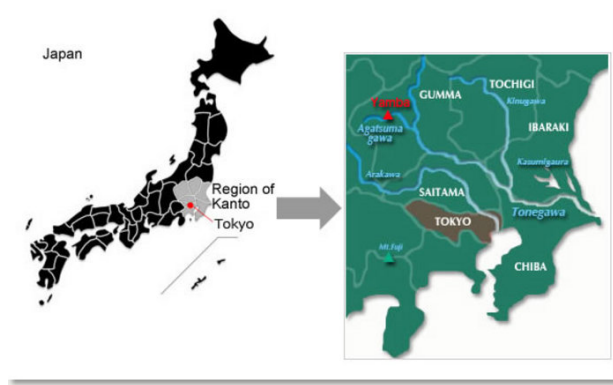 Japan
Region of
Kanto
Tokyo
TOCHIGI
GUMMA
Kinugawa
Yamba
IBARAKI
Agatsuma
gawa
Kasumigaura
Arakawa
SAITAMA
Tonegawa
TOKYO
Mt.Fuji
CHIBA